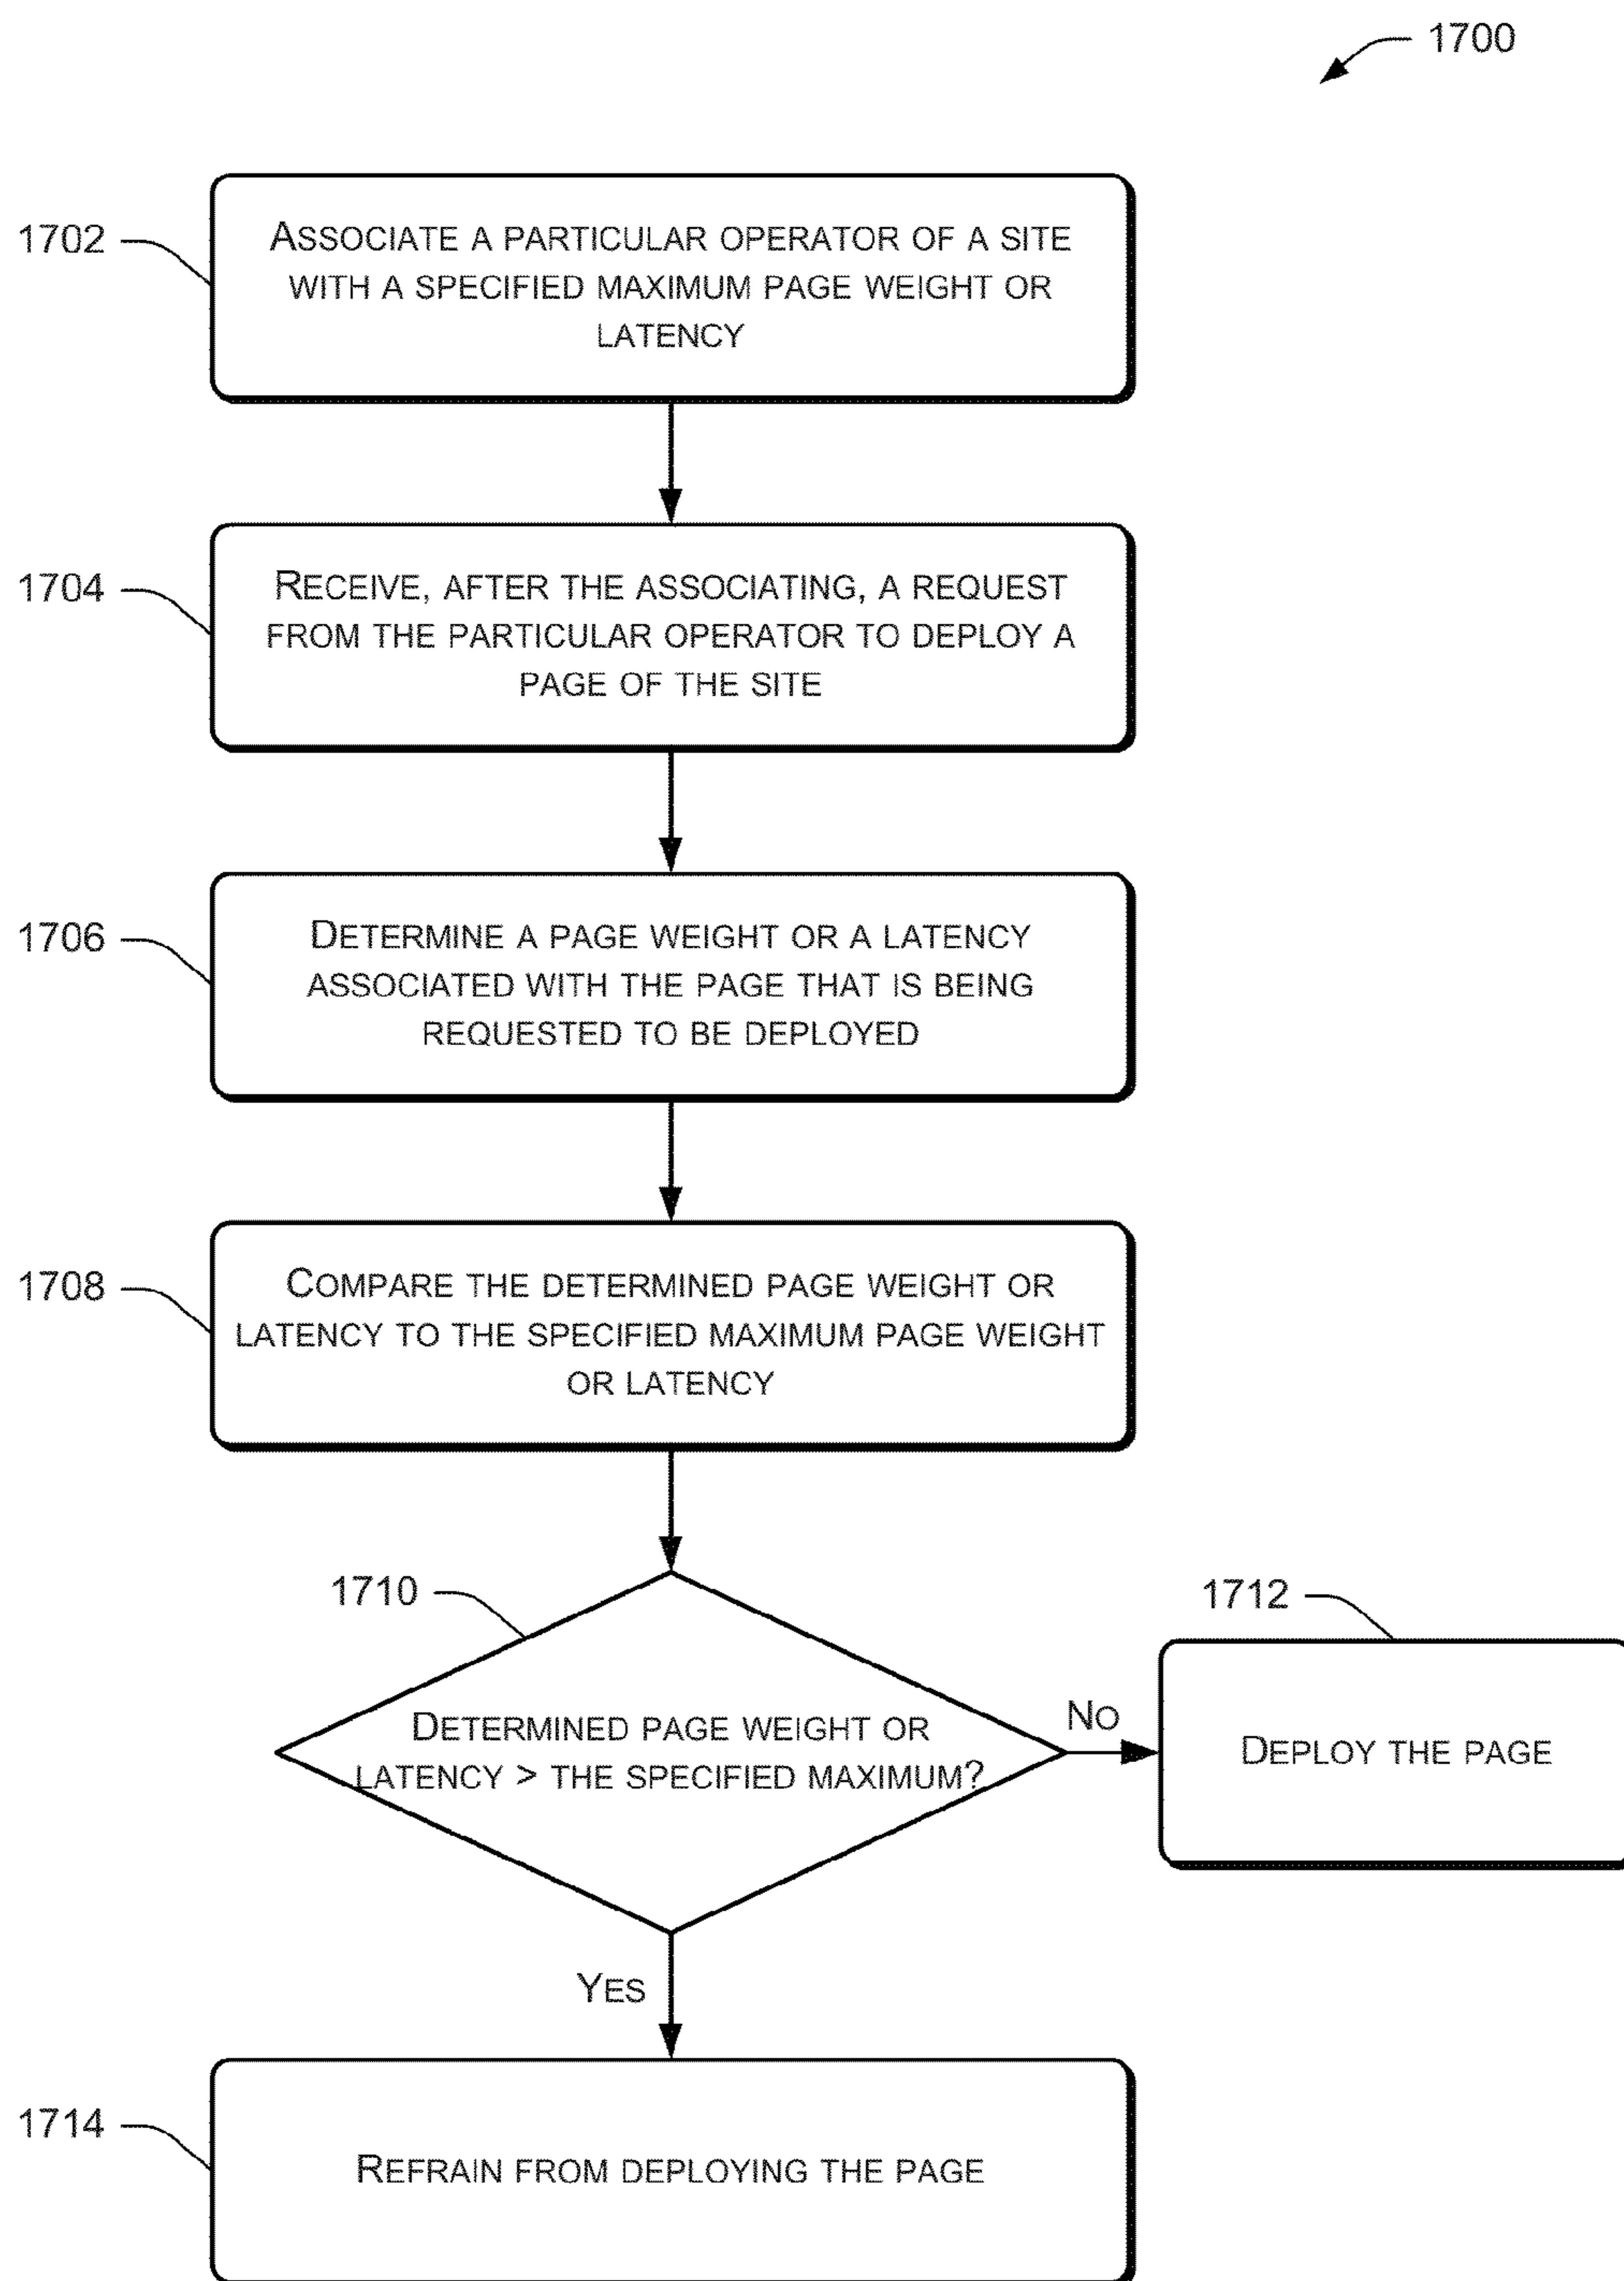 1700
1702
ASSOCIATE A PARTICULAR OPERATOR OF A SITE
WITH A SPECIFIED MAXIMUM PAGE WEIGHT OR
LATENCY
1704
RECEIVE, AFTER THE ASSOCIATING, A REQUEST
FROM THE PARTICULAR OPERATOR TO DEPLOY A
PAGE OF THE SITE
1706
DETERMINE A PAGE WEIGHT OR A LATENCY
ASSOCIATED WITH THE PAGE THAT IS BEING
REQUESTED TO BE DEPLOYED
1708
COMPARE THE DETERMINED PAGE WEIGHT OR
LATENCY TO THE SPECIFIED MAXIMUM PAGE WEIGHT
OR LATENCY
1710
DETERMINED PAGE WEIGHT OR
LATENCY > THE SPECIFIED MAXIMUM?
NO
1712
DEPLOY THE PAGE
YES
1714
REFRAIN FROM DEPLOYING THE PAGE